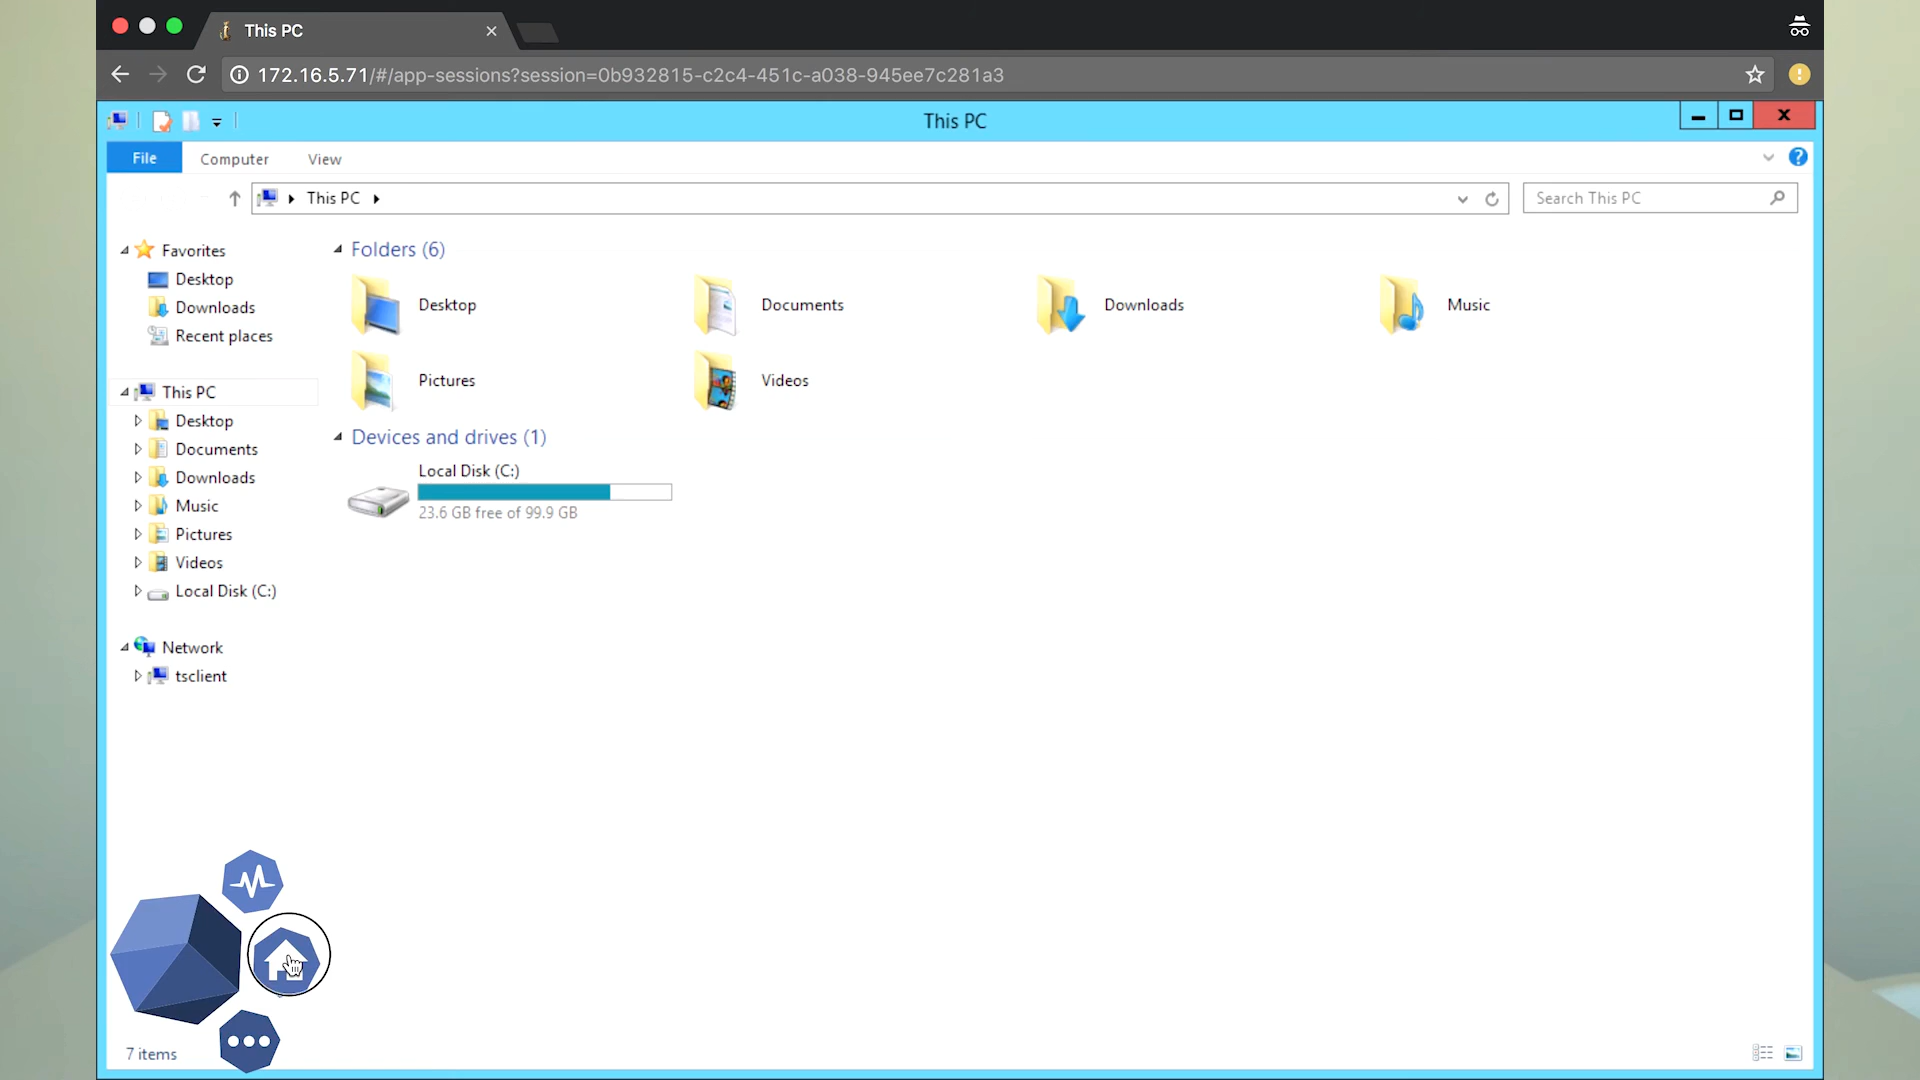 This PC
172.16.5.71/#/app-sessions?session=0b932815-c2c4-451c-a038-945ee7c281a3
This PC
File Computer View
This PC
Search This PC
Favorites
Desktop
Downloads
Recent places
This PC
Desktop
Documents
Downloads
Music
Pictures
Videos
Local Disk (C:)
Network
tsclient
Folders (6)
Desktop
Documents
Downloads
Music
Pictures
Videos
Devices and drives (1)
Local Disk (C:)
23.6 GB free of 99.9 GB
7 items